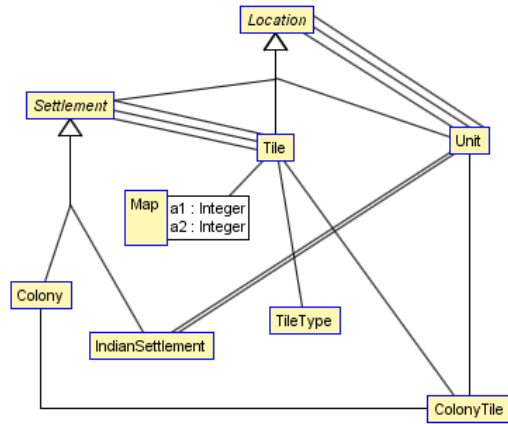 Location
Settlement
Tile
Unit
Map
a1 : Integer
a2 : Integer
Colony
TileType
IndianSettlement
ColonyTile